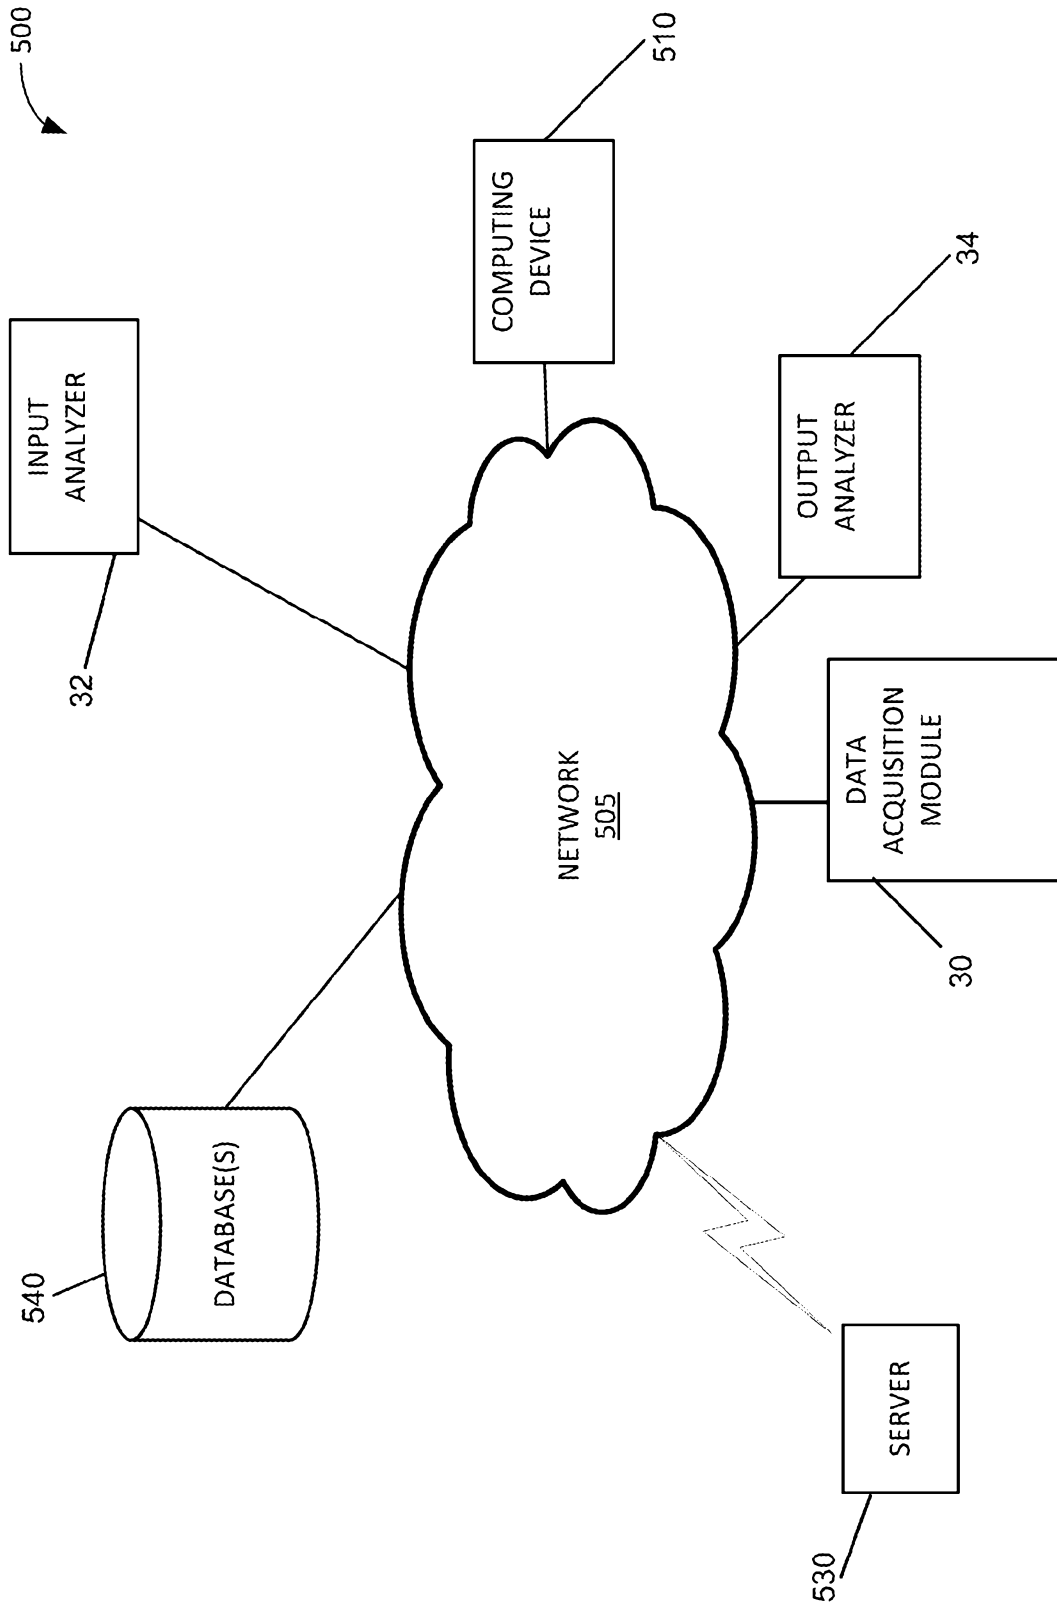 500
INPUT
ANALYZER
32
COMPUTING
DEVICE
510
DATABASE(S)
540
NETWORK
505
OUTPUT
ANALYZER
34
DATA
ACQUISITION
MODULE
30
SERVER
530